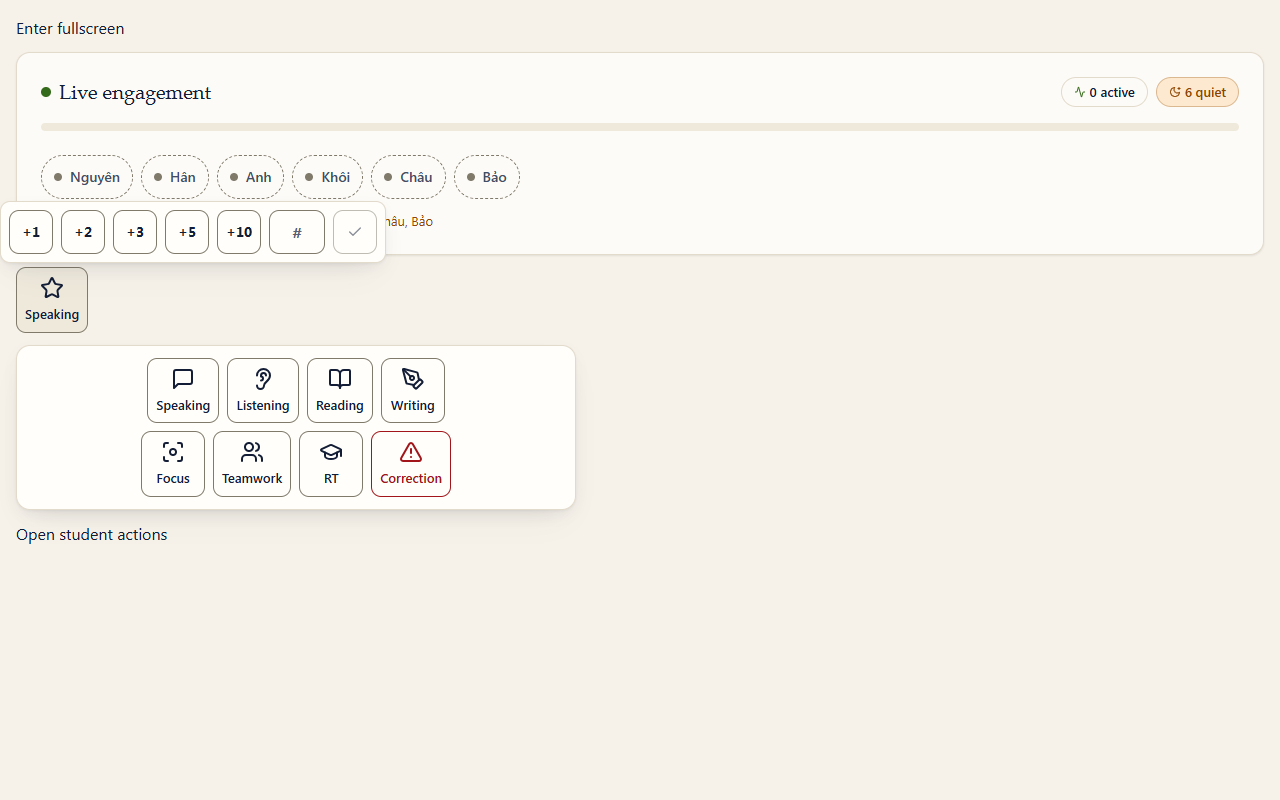 Enter fullscreen
Live engagement
0 active
6 quiet
Nguyên Hân Anh Khôi Châu Bảo
Bảo
+1 +2 +3 +5 +10 #
Speaking
Speaking Listening Reading Writing
Focus Teamwork RT Correction
Open student actions